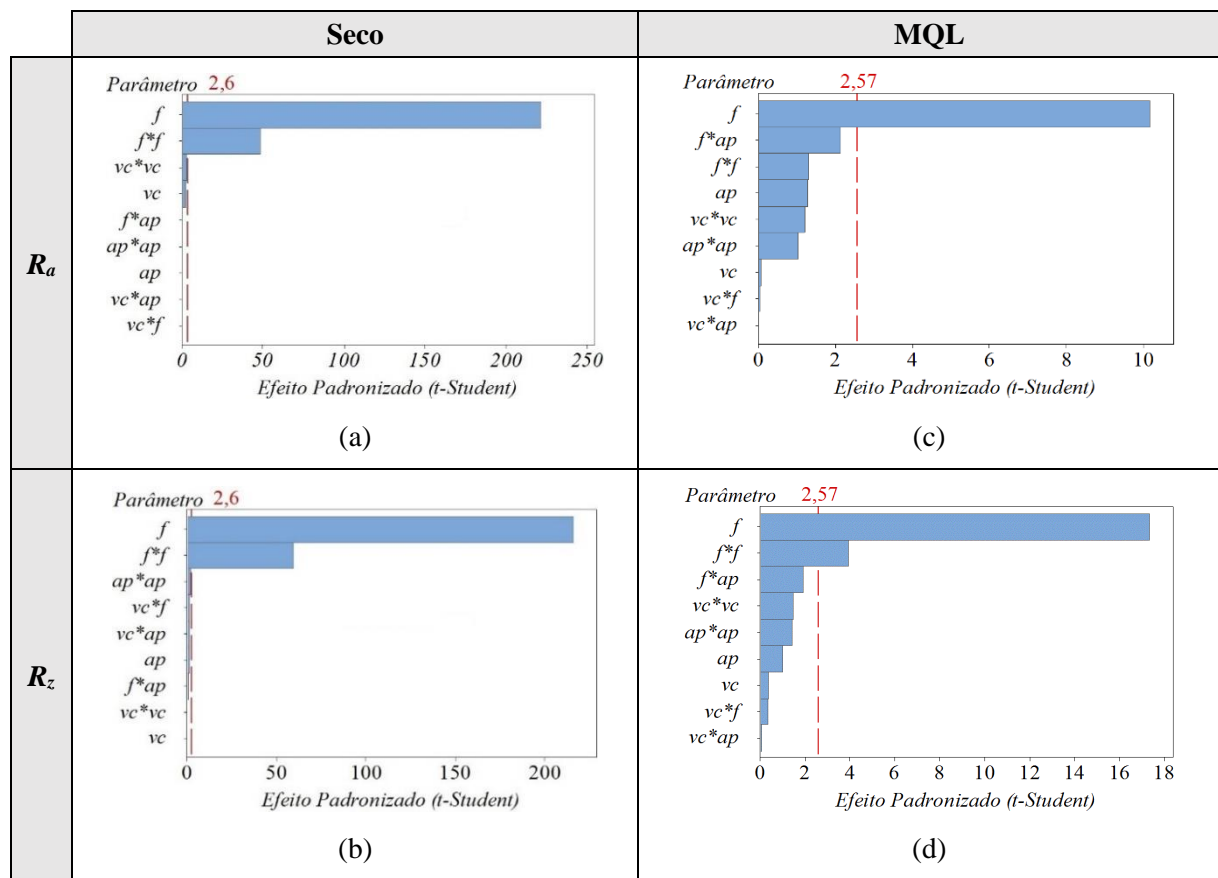 Seco
MQL
R_a
Parâmetro 2,6
f
f*f
vc*vc
vc
f*ap
ap*ap
ap
vc*ap
vc*f
0 50 100 150 200 250
Efeito Padronizado (t-Student)
(a)
Parâmetro 2,57
f
f*ap
f*f
ap
vc*vc
ap*ap
vc
vc*f
vc*ap
0 2 4 6 8 10
Efeito Padronizado (t-Student)
(c)
R_z
Parâmetro 2,6
f
f*f
ap*ap
vc*f
vc*ap
ap
f*ap
vc*vc
vc
0 50 100 150 200
Efeito Padronizado (t-Student)
(b)
Parâmetro 2,57
f
f*f
f*ap
vc*vc
ap*ap
ap
vc
vc*f
vc*ap
0 2 4 6 8 10 12 14 16 18
Efeito Padronizado (t-Student)
(d)